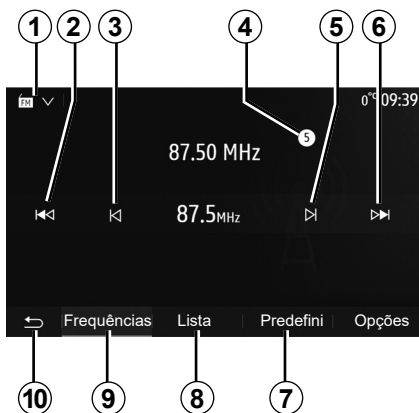 1 2 3 4 5 6
FM 0°C 09:39
5
87.50 MHz
87.5MHz
Frequências Lista Predefini Opções
10 9 8 7